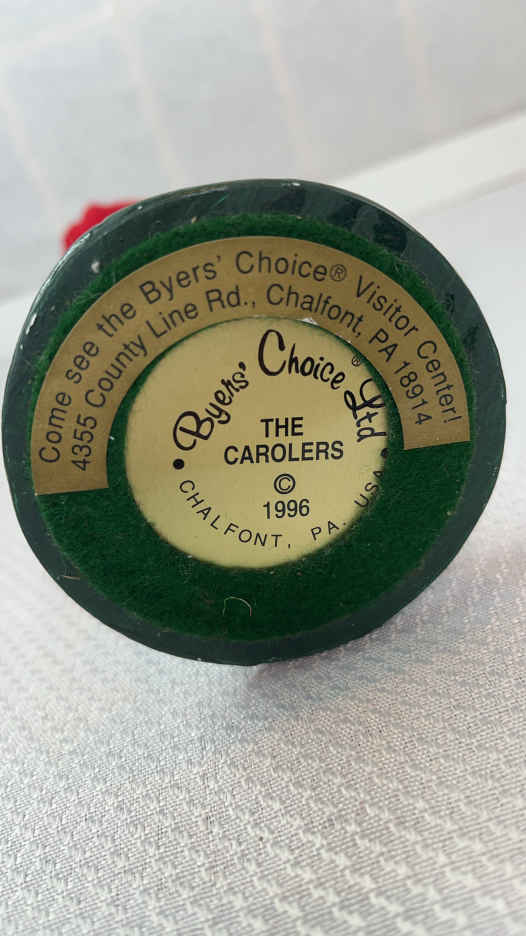 Come see the Byers' Choice® Visitor Center!
4355 County Line Rd., Chalfont, PA 18914
Byers' Choice® Ltd
THE
CAROLERS
©
1996
• CHALFONT, PA. USA •